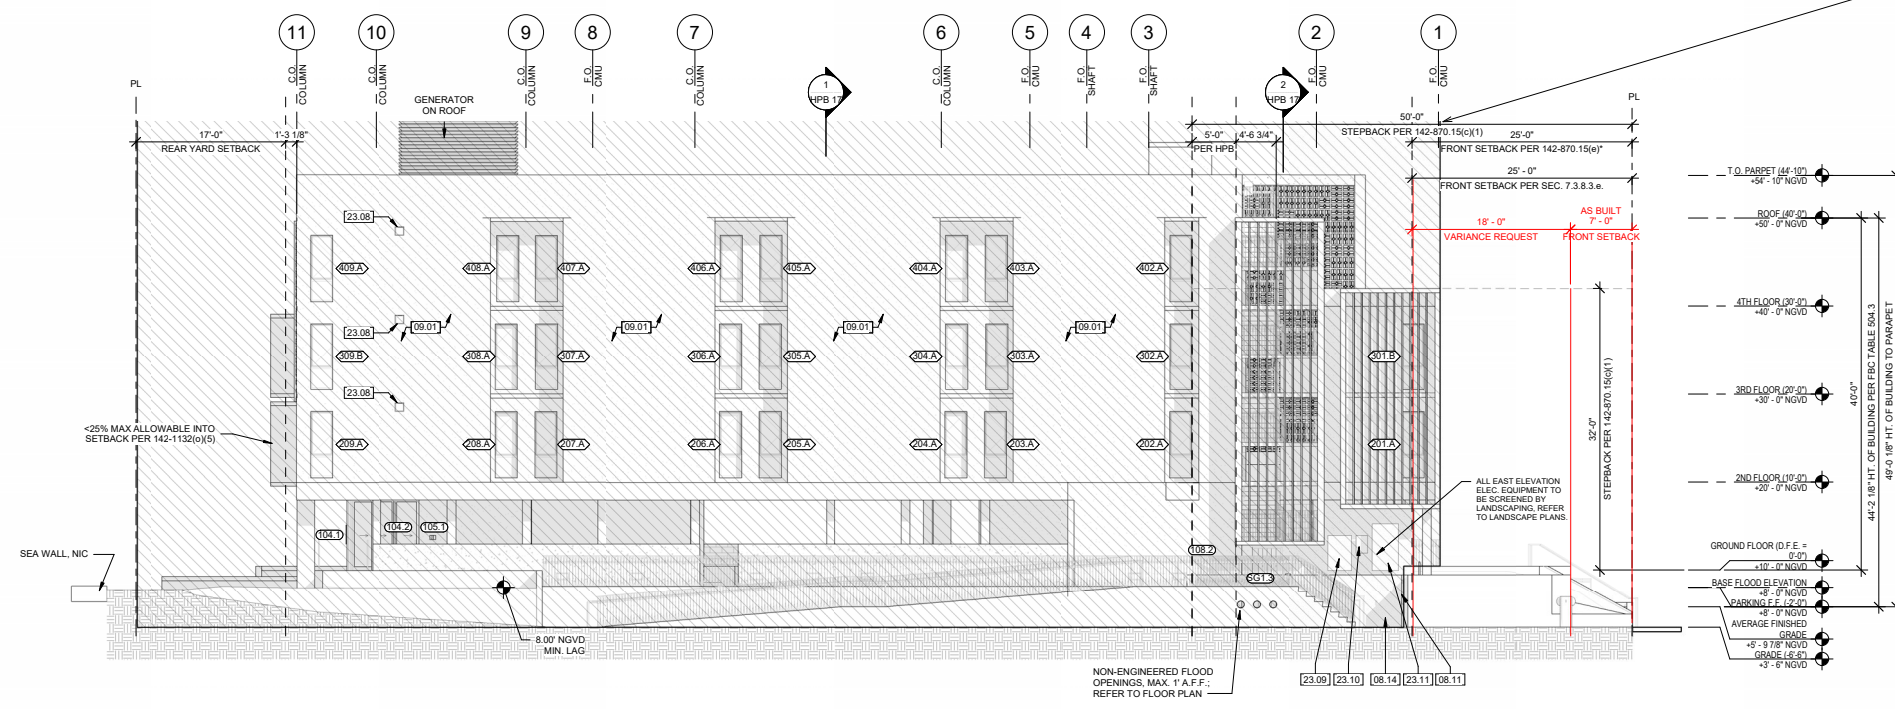 11
10
9
8
7
6
5
4
3
2
1
C.O. COLUMN
C.O. COLUMN
C.O. COLUMN
F.O. CMU
C.O. COLUMN
C.O. COLUMN
F.O. CMU
F.O. SHAFT
F.O. SHAFT
F.O. CMU
F.O. CMU
PL
GENERATOR
ON ROOF
1
HPB 17
2
HPB 17
PL
17'-0"
1'-3 1/8"
REAR YARD SETBACK
50'-0"
STEPBACK PER 142-870.15(c)(1)
5'-0"
4'-6 3/4"
PER HPB
25'-0"
FRONT SETBACK PER 142-870.15(e)*
25' - 0"
FRONT SETBACK PER SEC. 7.3.8.3.e.
18' - 0"
VARIANCE REQUEST
AS BUILT
7' - 0"
FRONT SETBACK
T.O. PARPET (44'-10")
+54' - 10" NGVD
ROOF (40'-0")
+50' - 0" NGVD
4TH FLOOR (30'-0")
+40' - 0" NGVD
3RD FLOOR (20'-0")
+30' - 0" NGVD
2ND FLOOR (10'-0")
+20' - 0" NGVD
GROUND FLOOR (D.F.E. =
0'-0")
+10' - 0" NGVD
BASE FLOOD ELEVATION
+8' - 0" NGVD
PARKING F.F. (-2'-0")
+8' - 0" NGVD
AVERAGE FINISHED
GRADE
+5' - 9 7/8" NGVD
GRADE (-6'-6")
+3' - 6" NGVD
40'-0"
44'-2 1/8" HT. OF BUILDING PER FBC TABLE 504.3
49'-0 1/8" HT. OF BUILDING TO PARAPET
32'-0"
STEPBACK PER 142-870.15(c)(1)
23.08
409.A
408.A
407.A
406.A
405.A
404.A
403.A
402.A
23.08
09.01
09.01
09.01
09.01
309.B
308.A
307.A
306.A
305.A
304.A
303.A
302.A
301.B
23.08
209.A
208.A
207.A
206.A
205.A
204.A
203.A
202.A
201.A
<25% MAX ALLOWABLE INTO
SETBACK PER 142-1132(o)(5)
ALL EAST ELEVATION
ELEC. EQUIPMENT TO
BE SCREENED BY
LANDSCAPING, REFER
TO LANDSCAPE PLANS.
104.1
104.2
105.1
108.2
SG1.3
SEA WALL, NIC
8.00' NGVD
MIN. LAG
NON-ENGINEERED FLOOD
OPENINGS, MAX. 1' A.F.F.;
REFER TO FLOOR PLAN
23.09
23.10
08.14
23.11
08.11